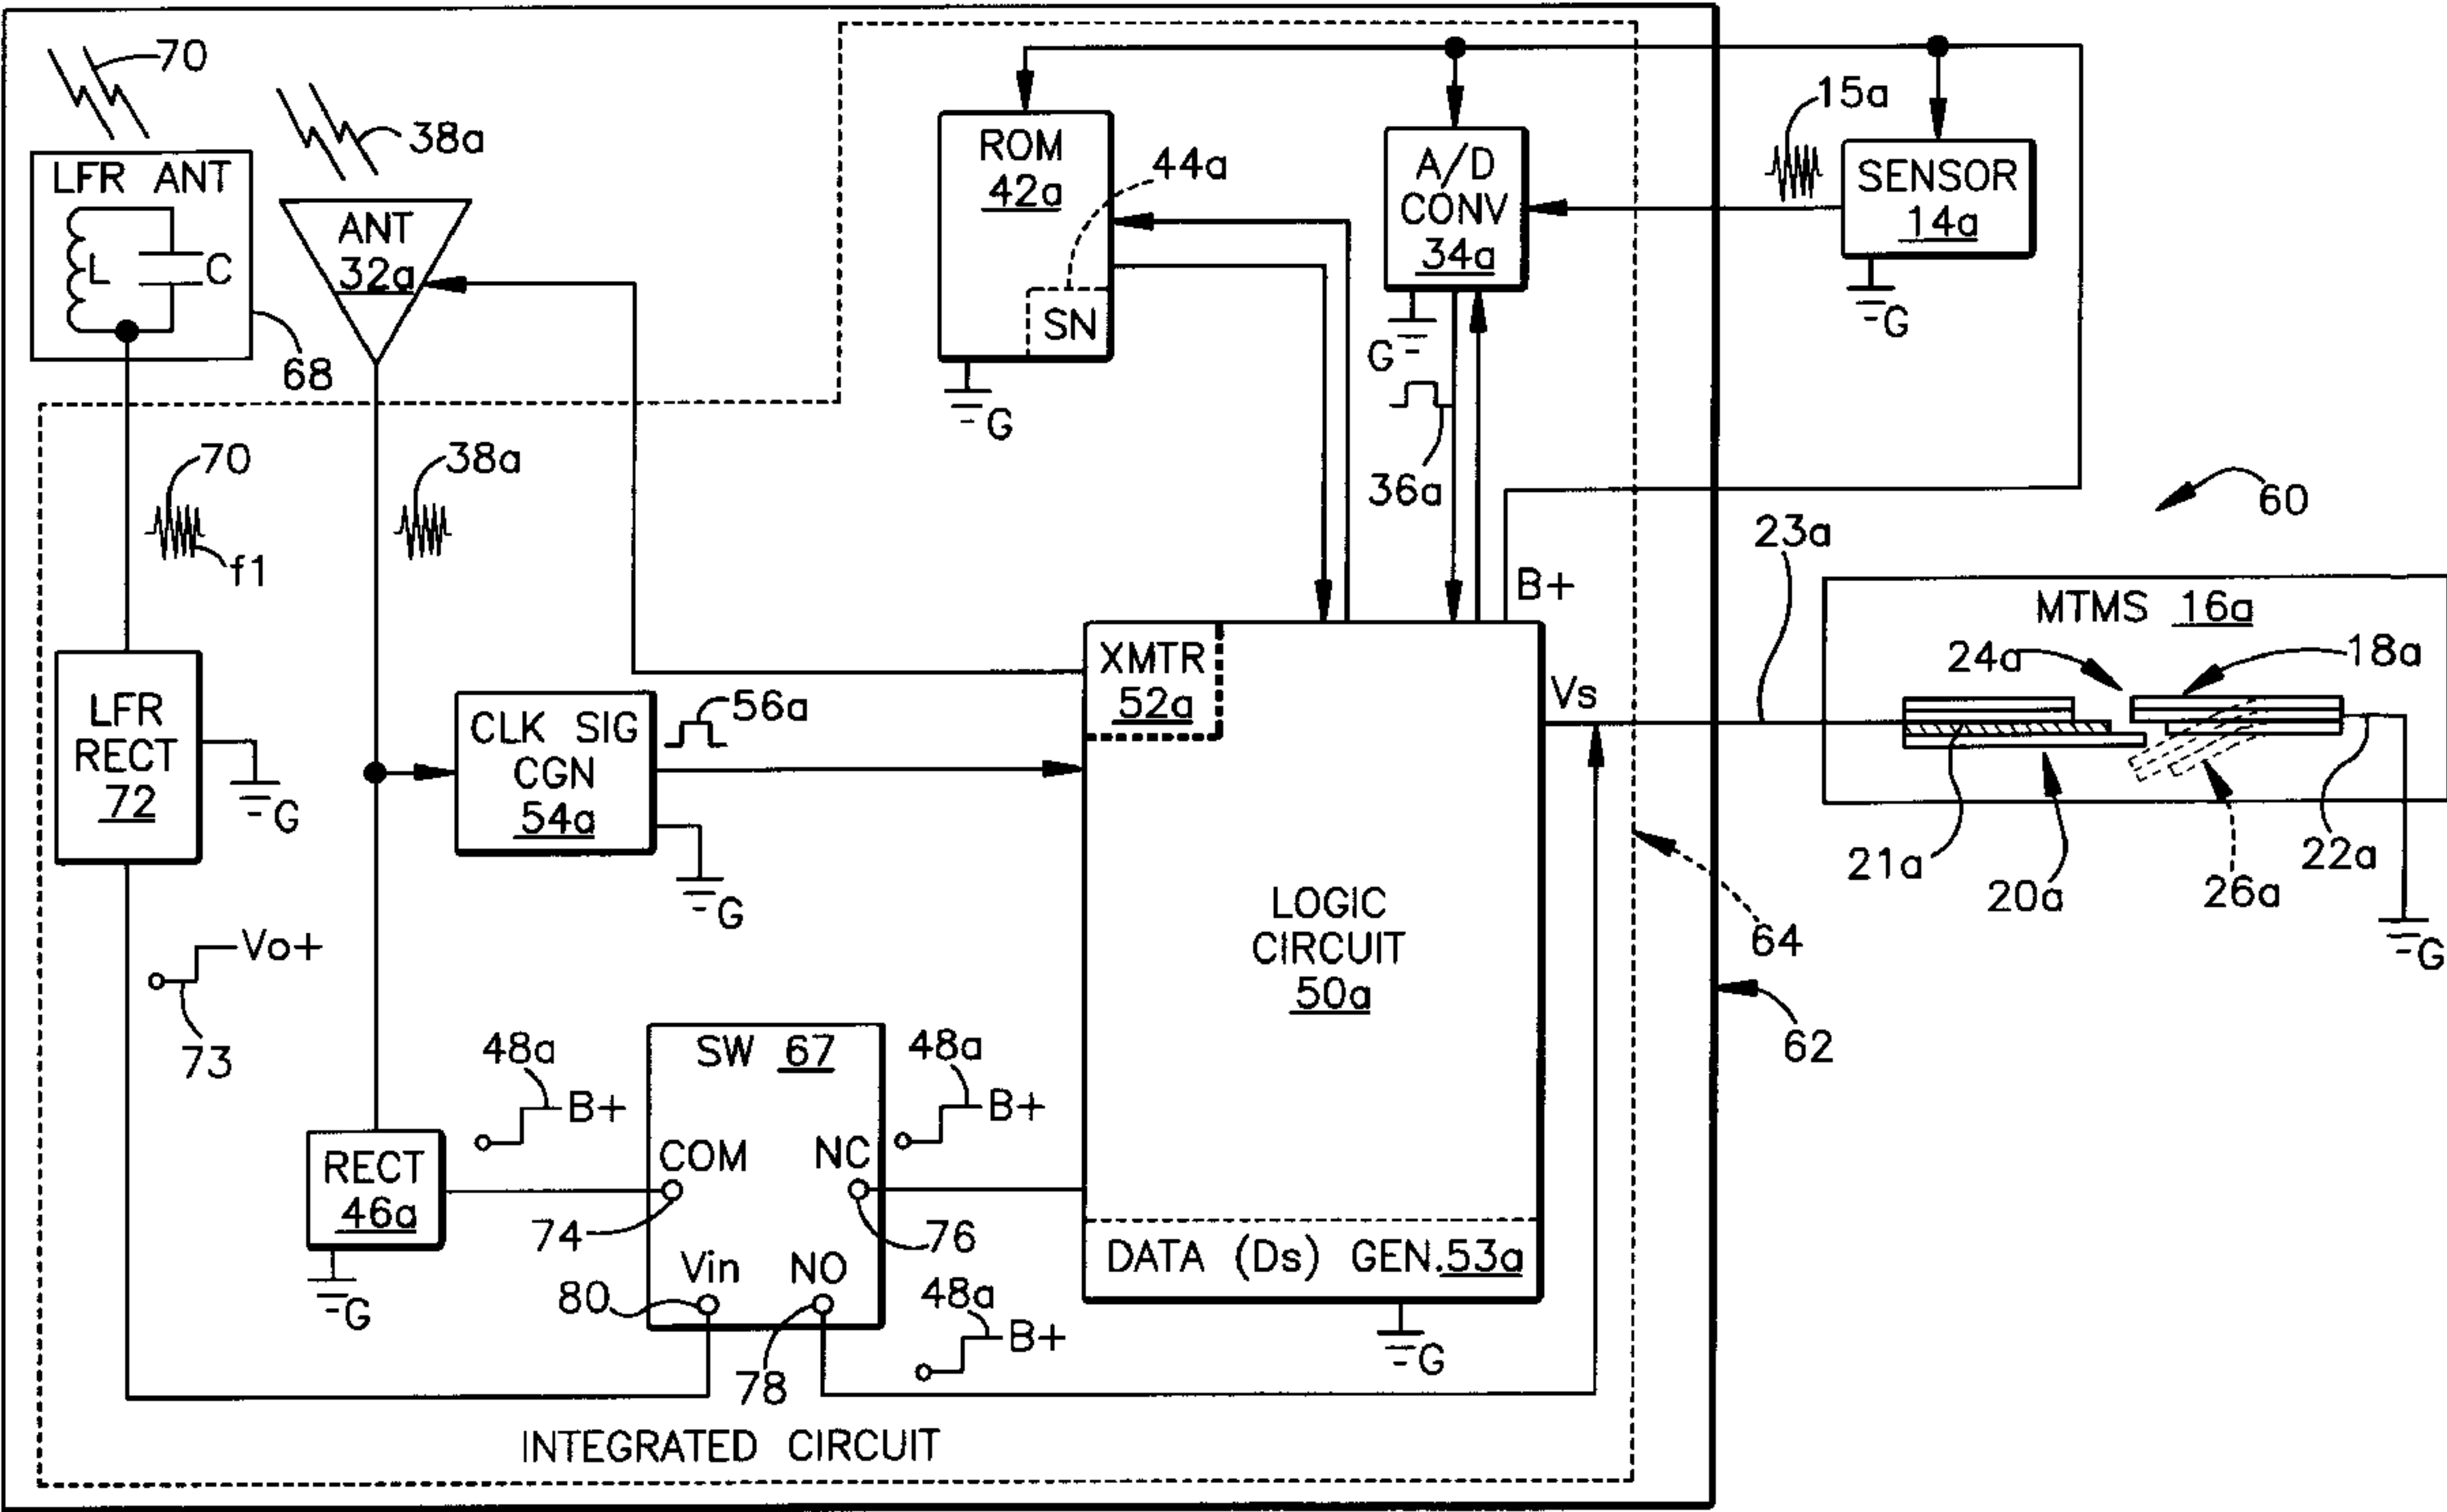 70
38a
LFR ANT
L
C
68
ANT
32a
ROM
42a
44a
SN
G
A/D
CONV
34a
G
36a
15a
SENSOR
14a
G
70
f1
38a
60
23a
B+
MTMS 16a
24a
18a
21a
20a
26a
22a
G
LFR
RECT
72
G
CLK SIG
CGN
54a
G
56a
XMTR
52a
Vs
LOGIC
CIRCUIT
50a
64
62
Vo+
73
48a
B+
SW 67
48a
B+
COM
NC
RECT
46a
G
74
76
Vin
NO
80
78
48a
B+
DATA (Ds) GEN.53a
G
INTEGRATED CIRCUIT